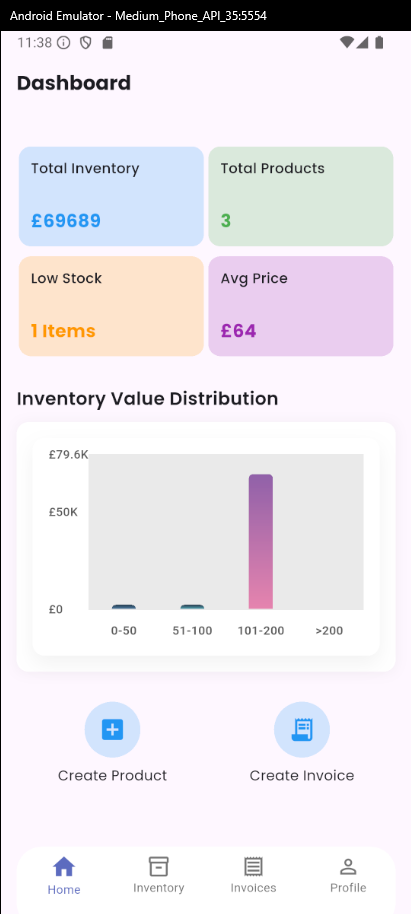 Android Emulator - Medium_Phone_API_35:5554
11:38
Dashboard
Total Inventory
£69689
Total Products
3
Low Stock
1 Items
Avg Price
£64
Inventory Value Distribution
£79.6K
£50K
£0
0-50 51-100 101-200 >200
Create Product
Create Invoice
Home Inventory Invoices Profile